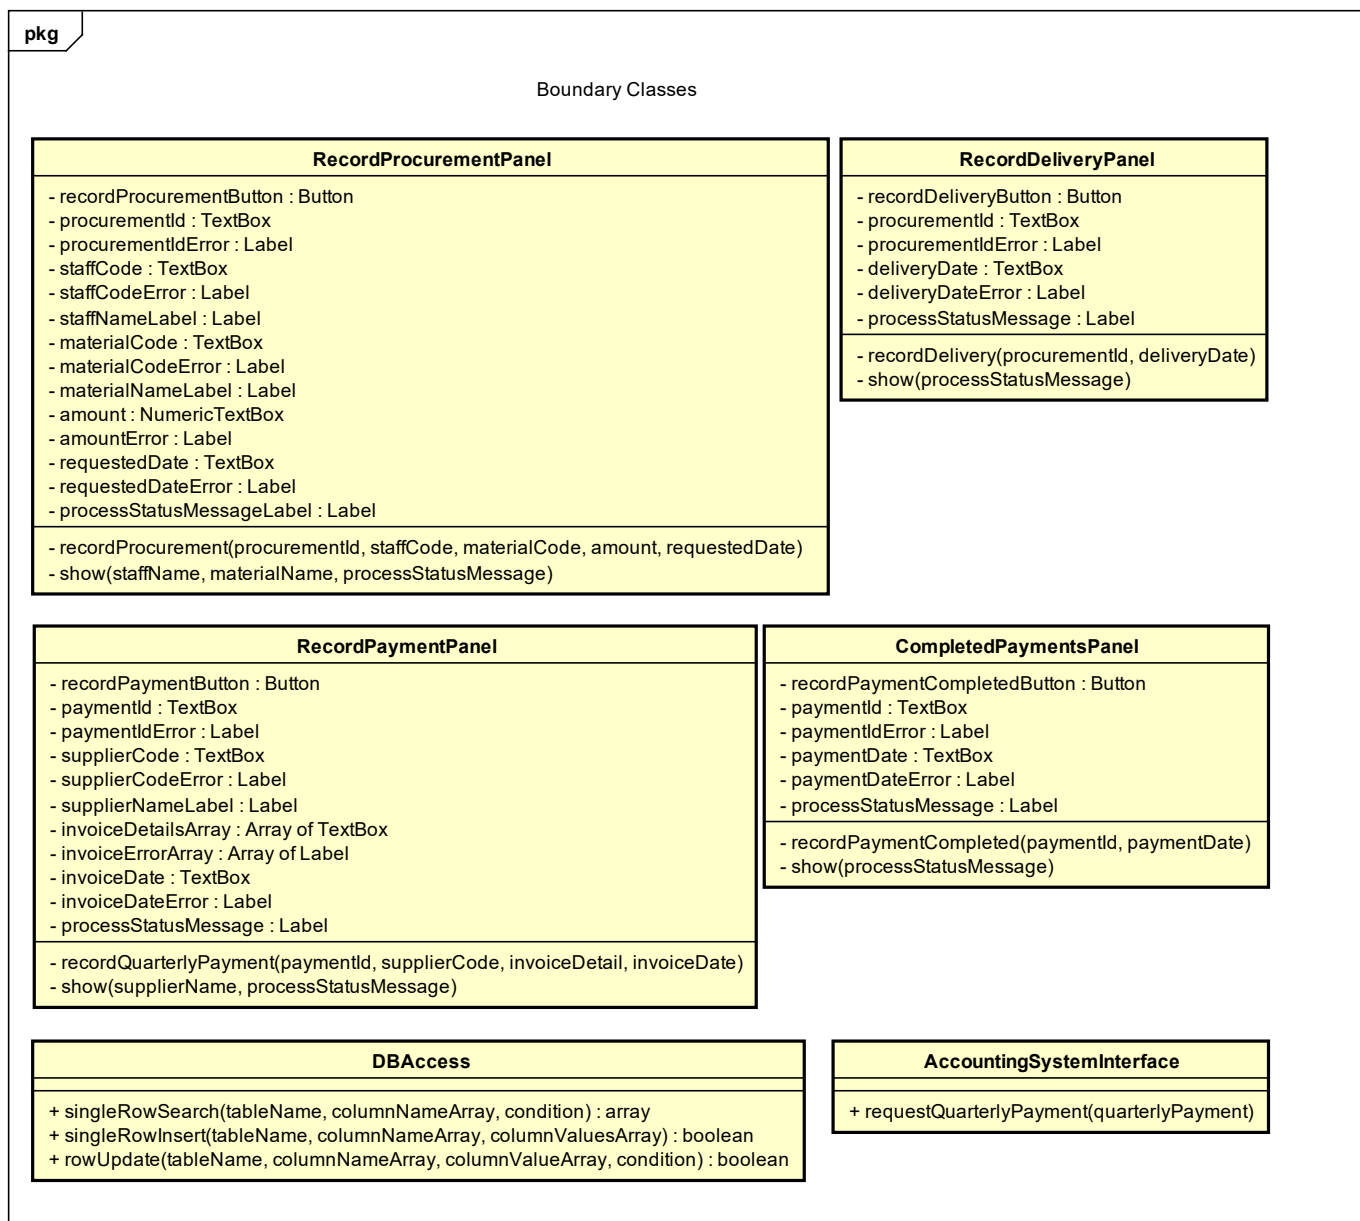 pkg
Boundary Classes
RecordProcurementPanel
- recordProcurementButton : Button
- procurementId : TextBox
- procurementIdError : Label
- staffCode : TextBox
- staffCodeError : Label
- staffNameLabel : Label
- materialCode : TextBox
- materialCodeError : Label
- materialNameLabel : Label
- amount : NumericTextBox
- amountError : Label
- requestedDate : TextBox
- requestedDateError : Label
- processStatusMessageLabel : Label
- recordProcurement(procurementId, staffCode, materialCode, amount, requestedDate)
- show(staffName, materialName, processStatusMessage)
RecordDeliveryPanel
- recordDeliveryButton : Button
- procurementId : TextBox
- procurementIdError : Label
- deliveryDate : TextBox
- deliveryDateError : Label
- processStatusMessage : Label
- recordDelivery(procurementId, deliveryDate)
- show(processStatusMessage)
RecordPaymentPanel
- recordPaymentButton : Button
- paymentId : TextBox
- paymentIdError : Label
- supplierCode : TextBox
- supplierCodeError : Label
- supplierNameLabel : Label
- invoiceDetailsArray : Array of TextBox
- invoiceErrorArray : Array of Label
- invoiceDate : TextBox
- invoiceDateError : Label
- processStatusMessage : Label
- recordQuarterlyPayment(paymentId, supplierCode, invoiceDetail, invoiceDate)
- show(supplierName, processStatusMessage)
CompletedPaymentsPanel
- recordPaymentCompletedButton : Button
- paymentId : TextBox
- paymentIdError : Label
- paymentDate : TextBox
- paymentDateError : Label
- processStatusMessage : Label
- recordPaymentCompleted(paymentId, paymentDate)
- show(processStatusMessage)
DBAccess
+ singleRowSearch(tableName, columnNameArray, condition) : array
+ singleRowInsert(tableName, columnNameArray, columnValuesArray) : boolean
+ rowUpdate(tableName, columnNameArray, columnValueArray, condition) : boolean
AccountingSystemInterface
+ requestQuarterlyPayment(quarterlyPayment)